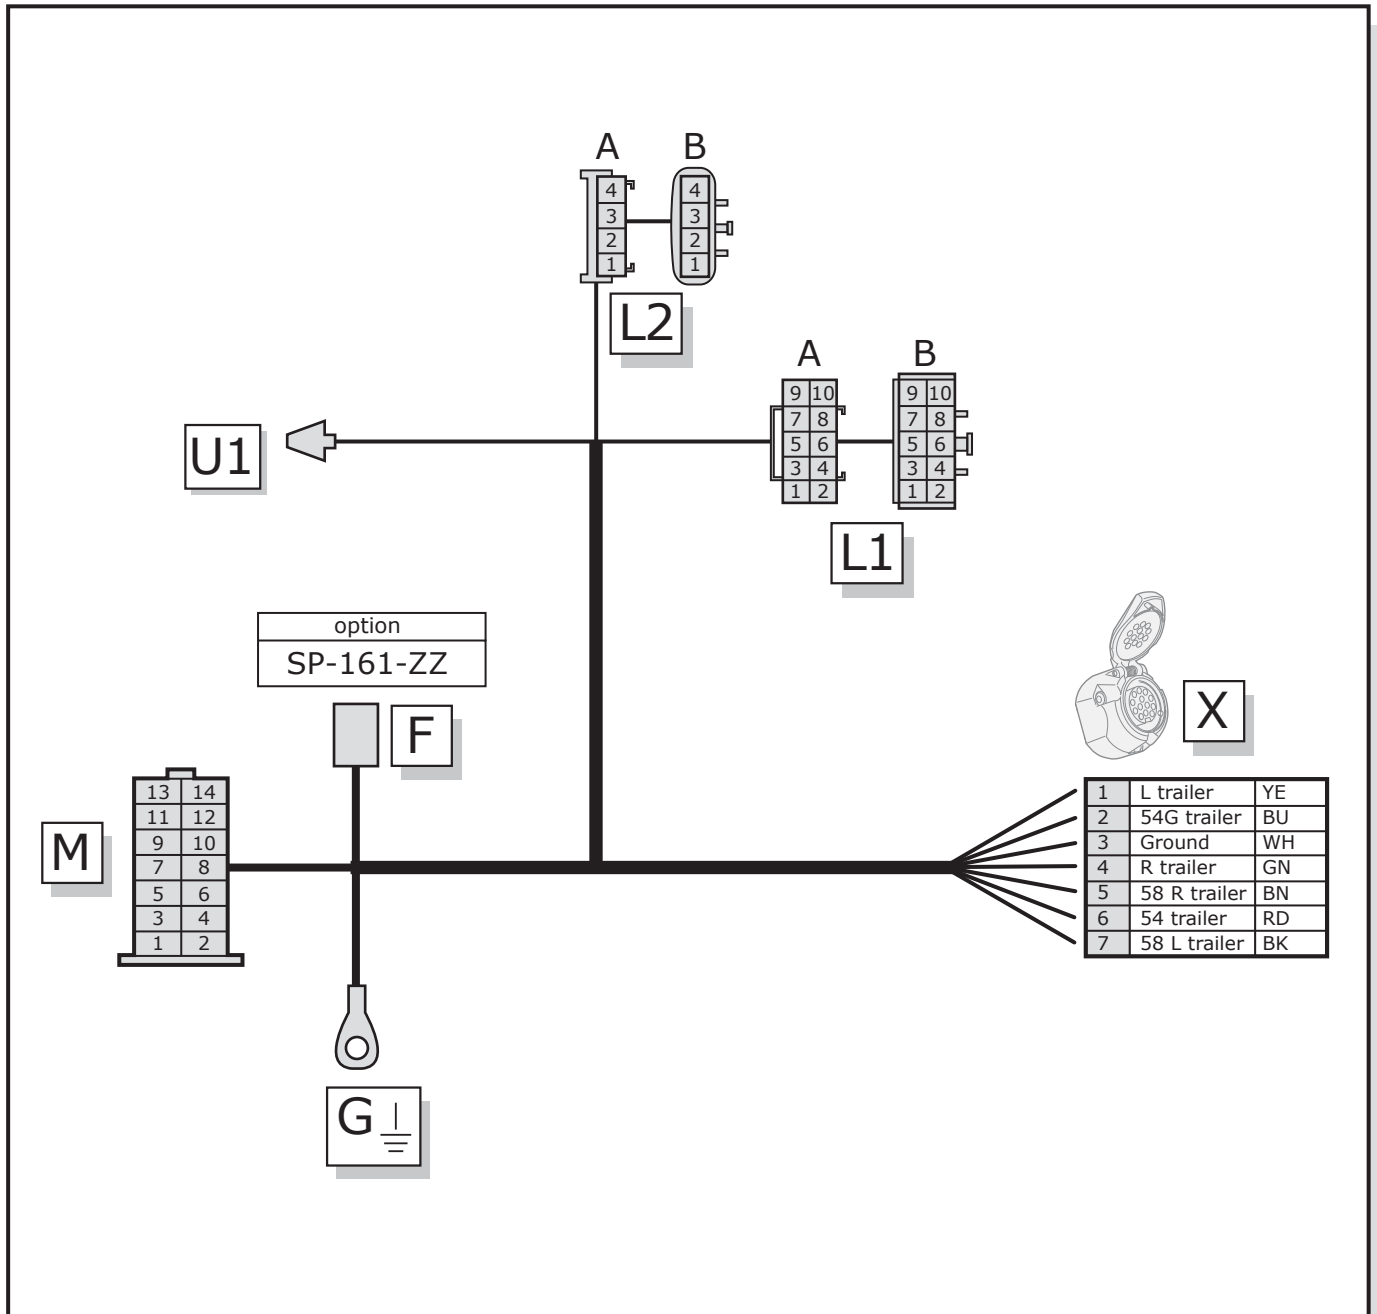 A B
4 4
3 3
2 2
1 1
L2
A B
9 10 9 10
7 8 7 8
5 6 5 6
3 4 3 4
1 2 1 2
U1
L1
option
SP-161-ZZ
F
X
M
13 14
11 12
9 10
7 8
5 6
3 4
1 2
1 L trailer YE
2 54G trailer BU
3 Ground WH
4 R trailer GN
5 58 R trailer BN
6 54 trailer RD
7 58 L trailer BK
G